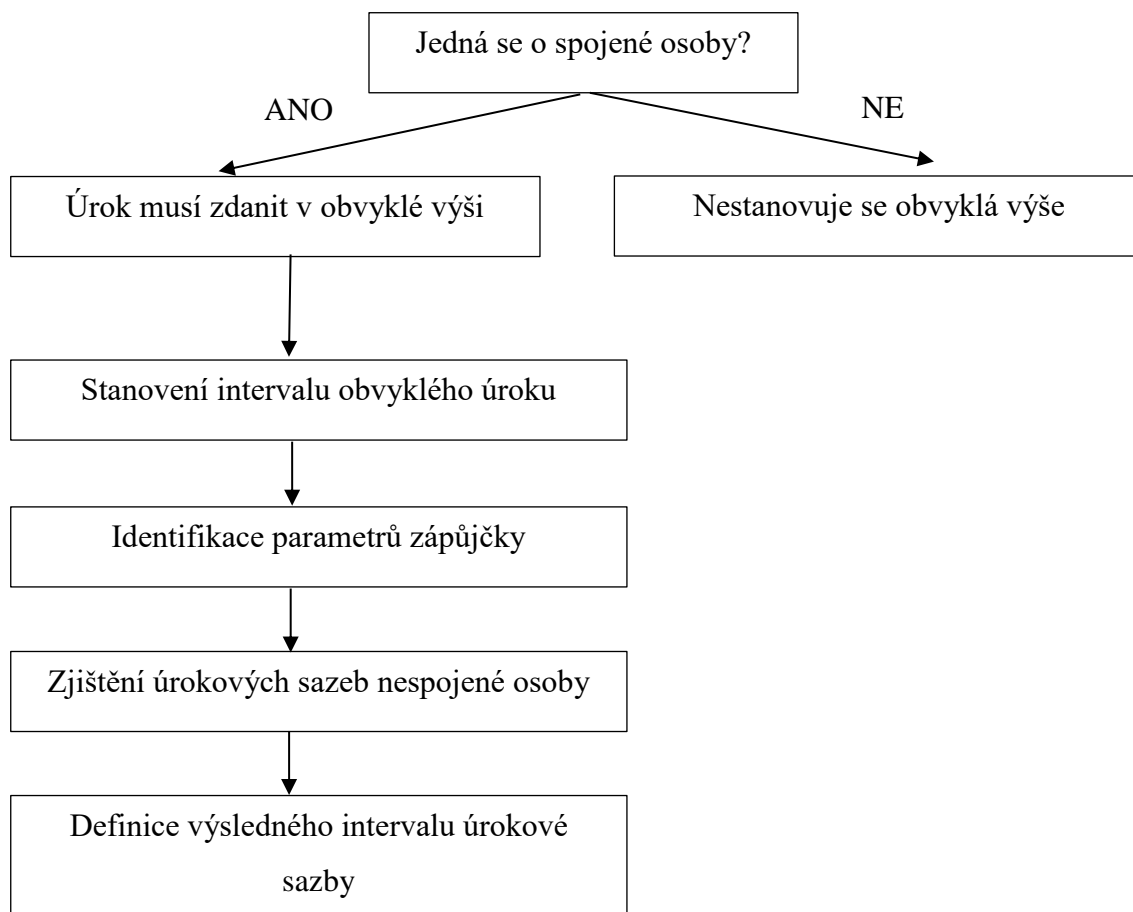 Jedná se o spojené osoby?
ANO
NE
Úrok musí zdanit v obvyklé výši
Nestanovuje se obvyklá výše
Stanovení intervalu obvyklého úroku
Identifikace parametrů zápůjčky
Zjištění úrokových sazeb nespojené osoby
Definice výsledného intervalu úrokové
sazby